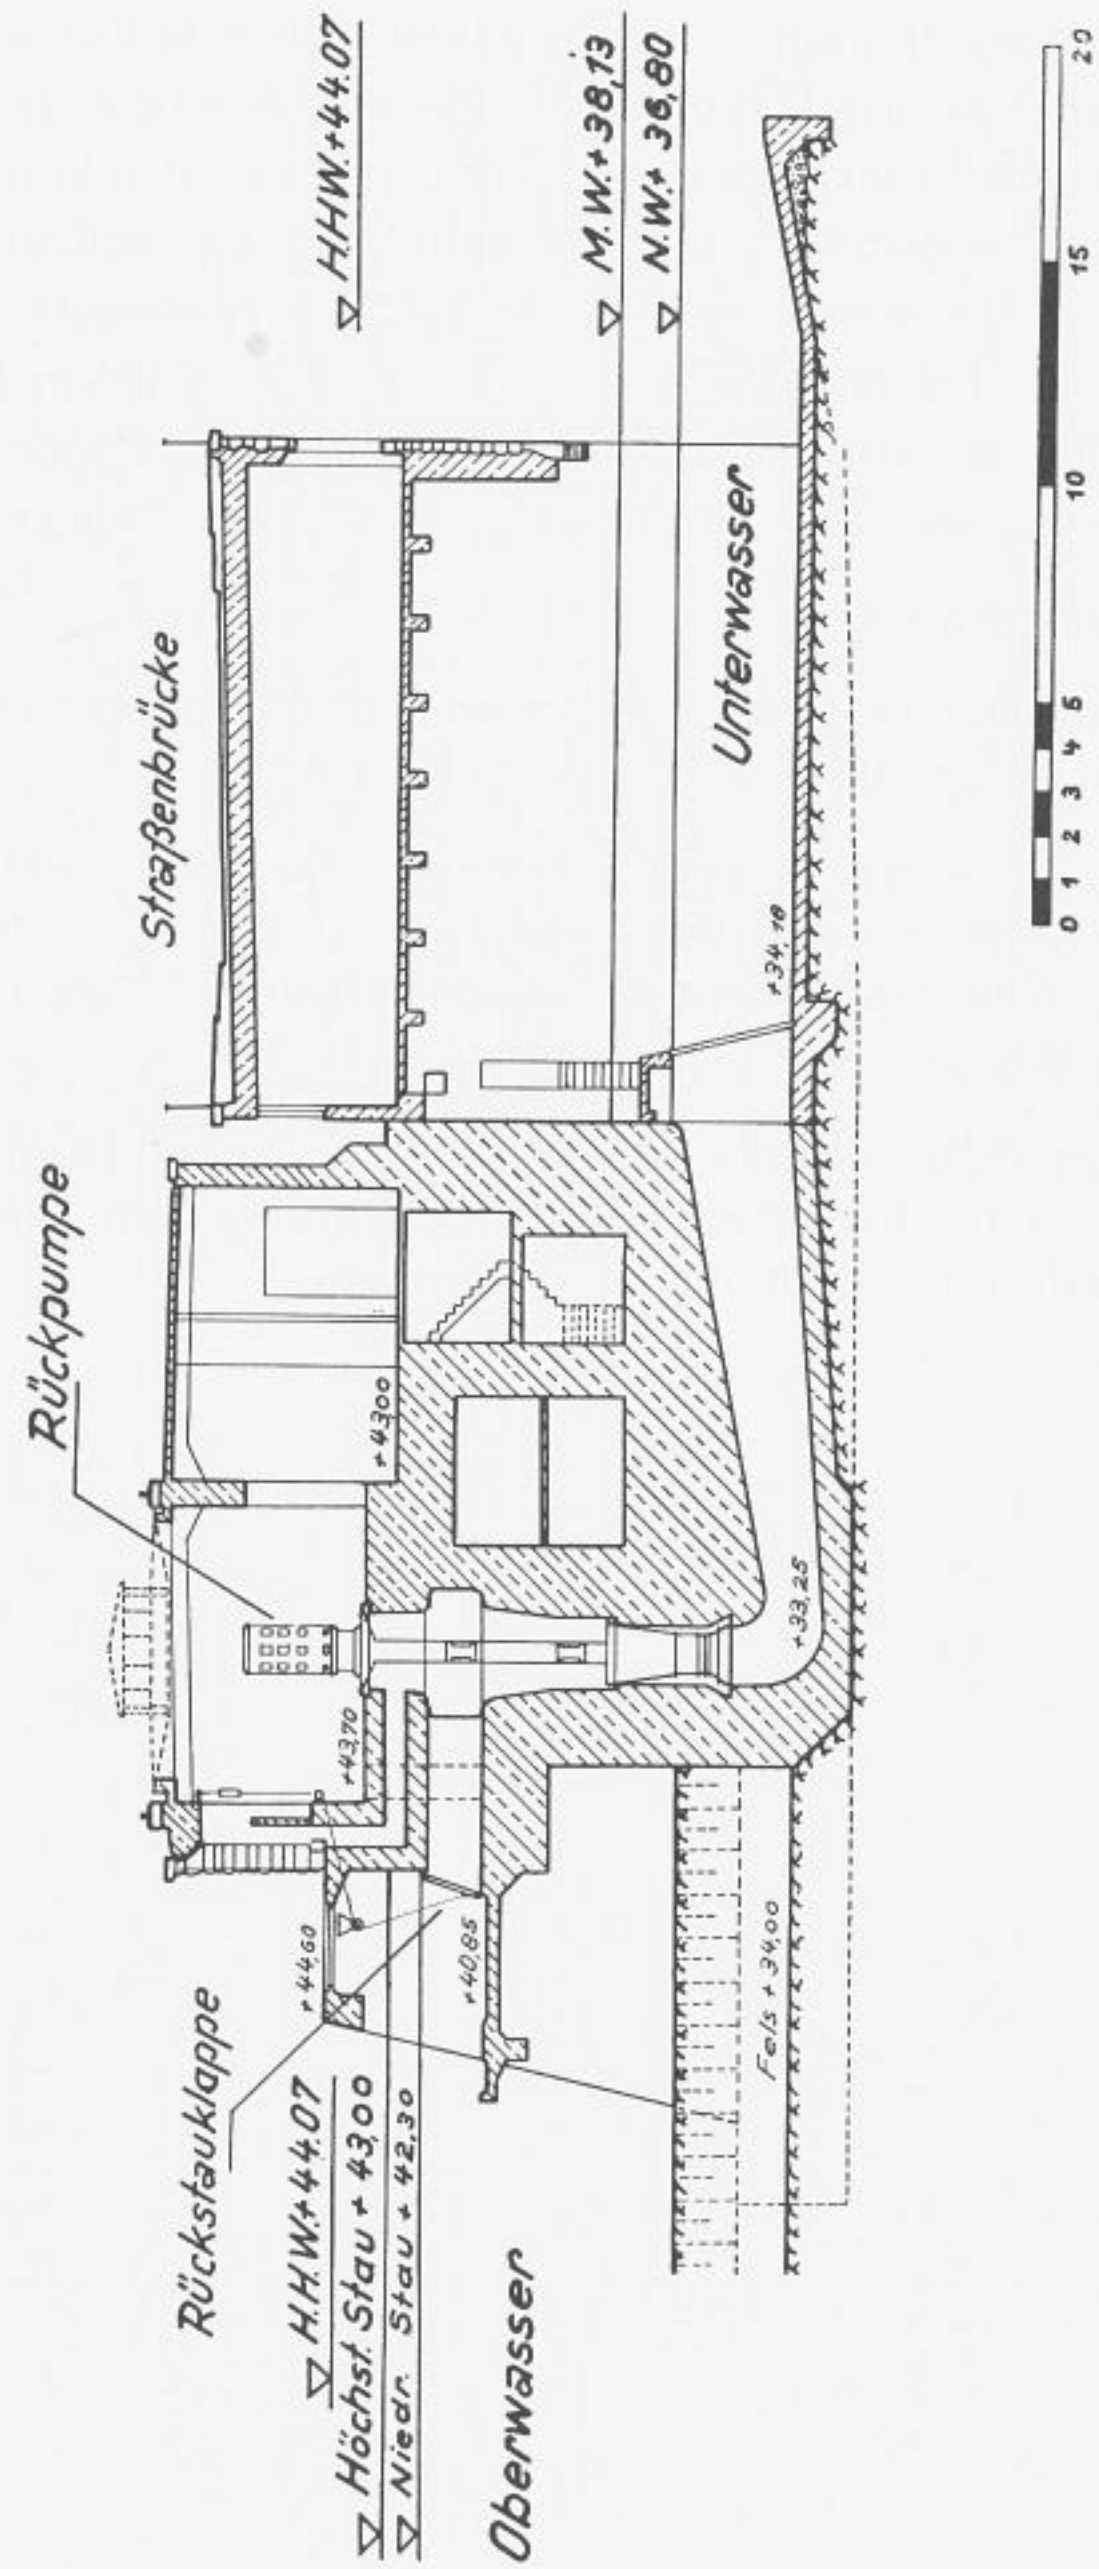 Rückstauklappe
Rückpumpe
Straßenbrücke
H.H.W.+44.07
Höchst. Stau + 43,00
Niedr. Stau + 42.30
Oberwasser
+44,60
+43,70
+43,00
+40,85
Fels +34,00
+33,25
+34,18
H.HW.+44.07
M.W.+38,13
N.W.+ 36,80
Unterwasser
0 1 2 3 4 5 10 15 20